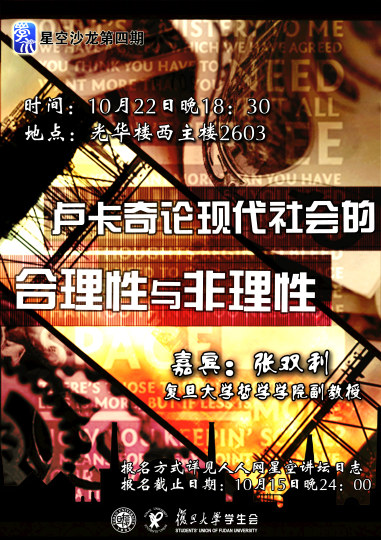 星空沙龙第四期
时间：10月22日晚18：30
地点：光华楼西主楼2603
卢卡奇论现代社会的
合理性与非理性
嘉宾：张双利
复旦大学哲学学院副教授
报名方式详见人人网星空讲坛日志
报名截止日期：10月15日晚24：00
復旦大学学生会
STUDENTS' UNION OF FUDAN UNIVERSITY